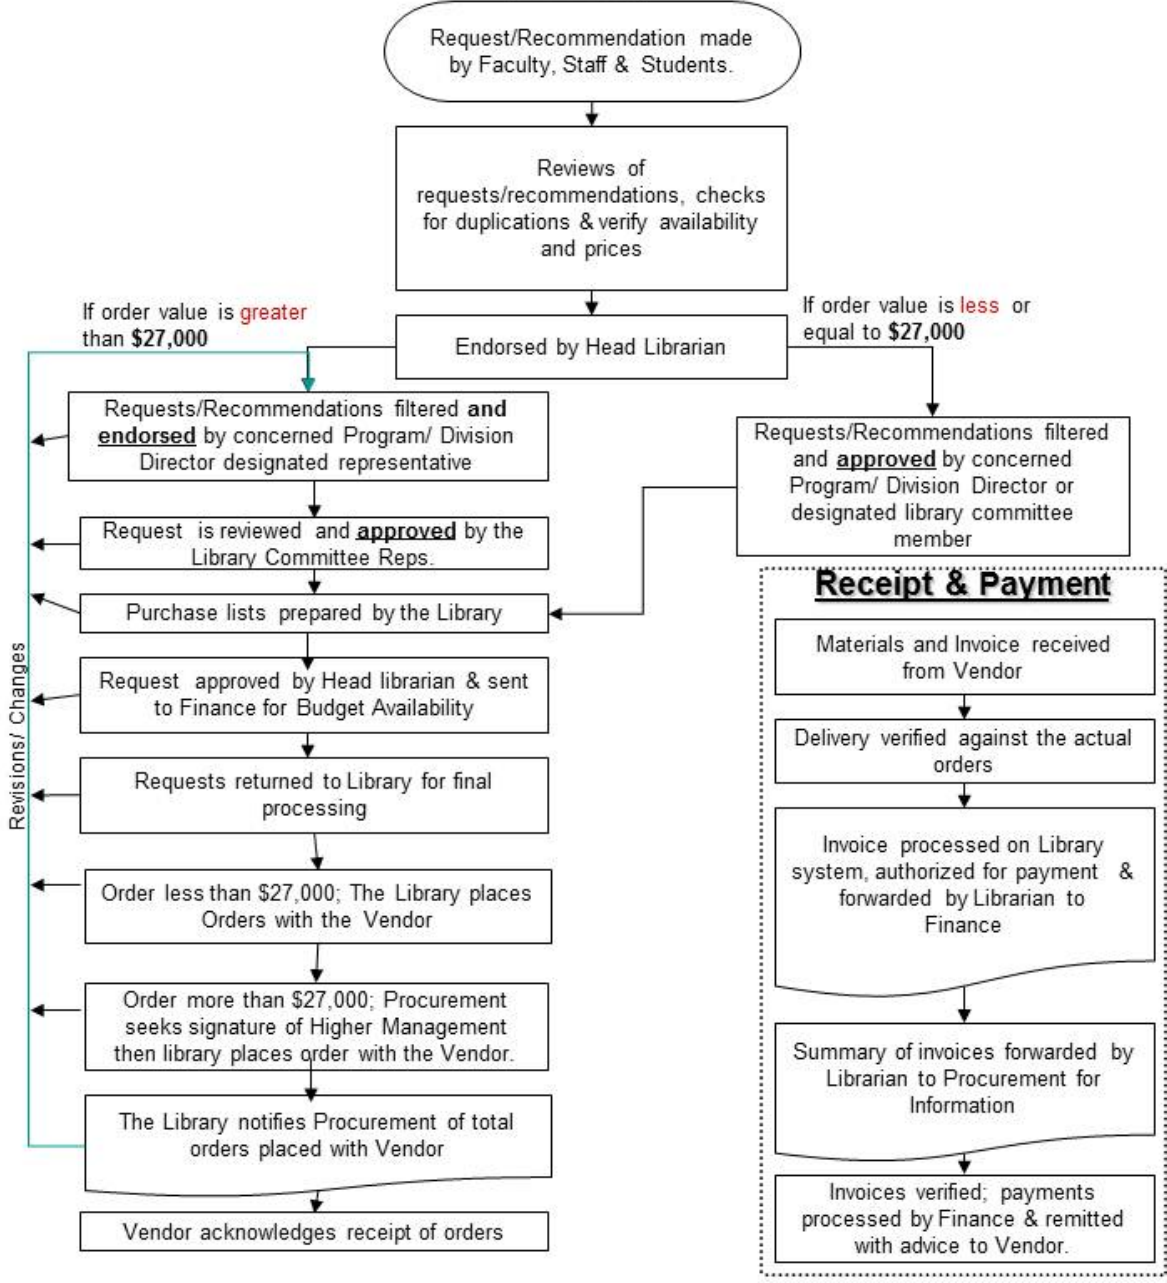 Request/Recommendation made
by Faculty, Staff & Students.
Reviews of
requests/recommendations, checks
for duplications & verify availability
and prices
If order value is greater
than $27,000
Endorsed by Head Librarian
If order value is less or
equal to $27,000
Requests/Recommendations filtered and
endorsed by concerned Program/ Division
Director designated representative
Request is reviewed and approved by the
Library Committee Reps.
Purchase lists prepared by the Library
Request approved by Head librarian & sent
to Finance for Budget Availability
Requests returned to Library for final
processing
Order less than $27,000; The Library places
Orders with the Vendor
Order more than $27,000; Procurement
seeks signature of Higher Management
then library places order with the Vendor.
The Library notifies Procurement of total
orders placed with Vendor
Vendor acknowledges receipt of orders
Revisions/ Changes
Requests/Recommendations filtered
and approved by concerned
Program/ Division Director or
designated library committee
member
Receipt & Payment
Materials and Invoice received
from Vendor
Delivery verified against the actual
orders
Invoice processed on Library
system, authorized for payment &
forwarded by Librarian to
Finance
Summary of invoices forwarded by
Librarian to Procurement for
Information
Invoices verified; payments
processed by Finance & remitted
with advice to Vendor.